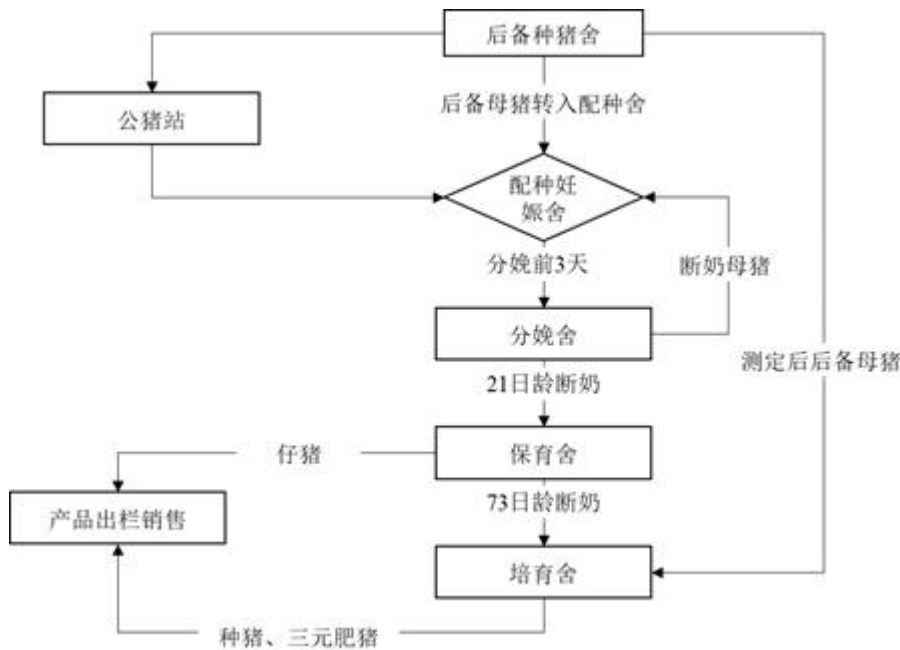 后备种猪舍
后备母猪转入配种舍
公猪站
配种妊
娠舍
分娩前3天
断奶母猪
分娩舍
测定后后备母猪
21日龄断奶
仔猪
保育舍
73日龄断奶
产品出栏销售
培育舍
种猪、三元肥猪